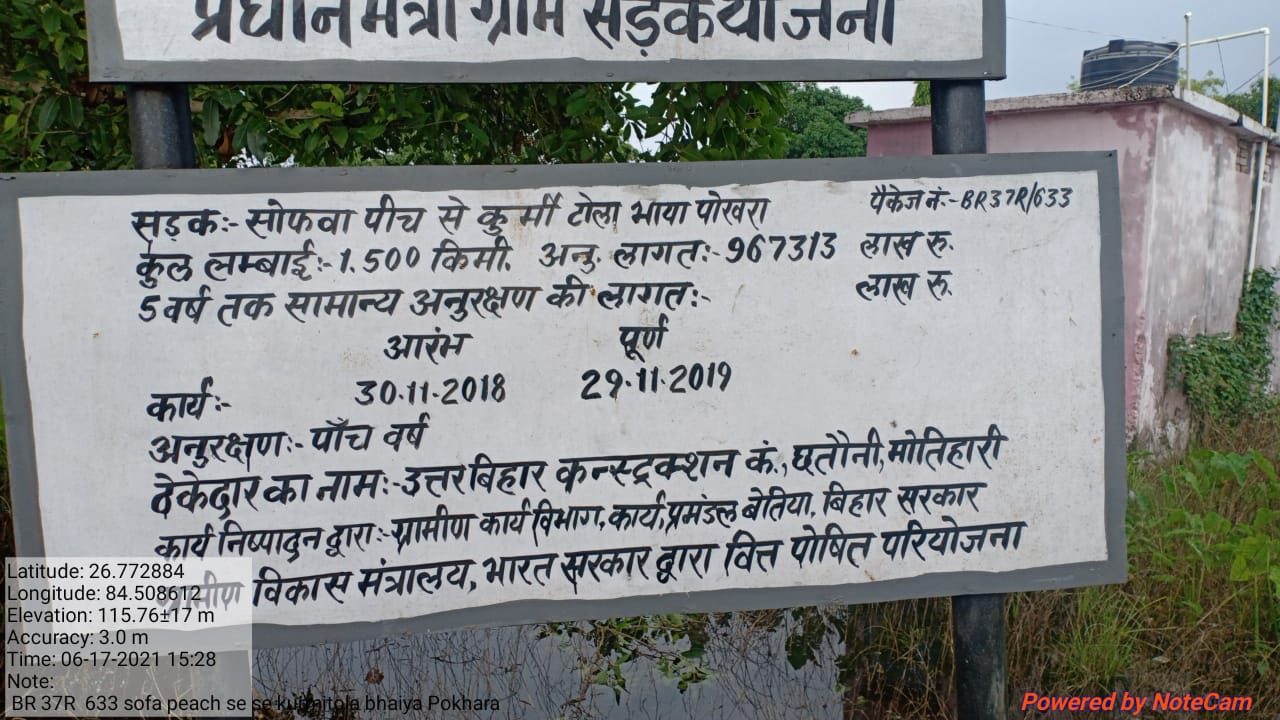 प्रधानमंत्री ग्राम सड़क योजना
सड़क:- सोफवा पीच से कुर्मी टोला भाया पोखरा पैकेज नं:- BR37R/633
कुल लम्बाई:- 1.500 किमी. अनु. लागत:- 967313 लाख रु.
5 वर्ष तक सामान्य अनुरक्षण की लागत:- लाख रु.
आरंभ पूर्ण
कार्य:- 30.11.2018 29.11.2019
अनुरक्षण:- पाँच वर्ष
ठेकेदार का नाम:- उत्तर बिहार कन्स्ट्रक्शन कं., छतौनी, मोतिहारी
कार्य निष्पादन द्वारा:- ग्रामीण कार्य विभाग, कार्य, प्रमंडल बेतिया, बिहार सरकार
ग्रामीण विकास मंत्रालय, भारत सरकार द्वारा वित्त पोषित परियोजना
Latitude: 26.772884
Longitude: 84.508612
Elevation: 115.76±17 m
Accuracy: 3.0 m
Time: 06-17-2021 15:28
Note:
BR 37R 633 sofa peach se se kurmitola bhaiya Pokhara
Powered by NoteCam